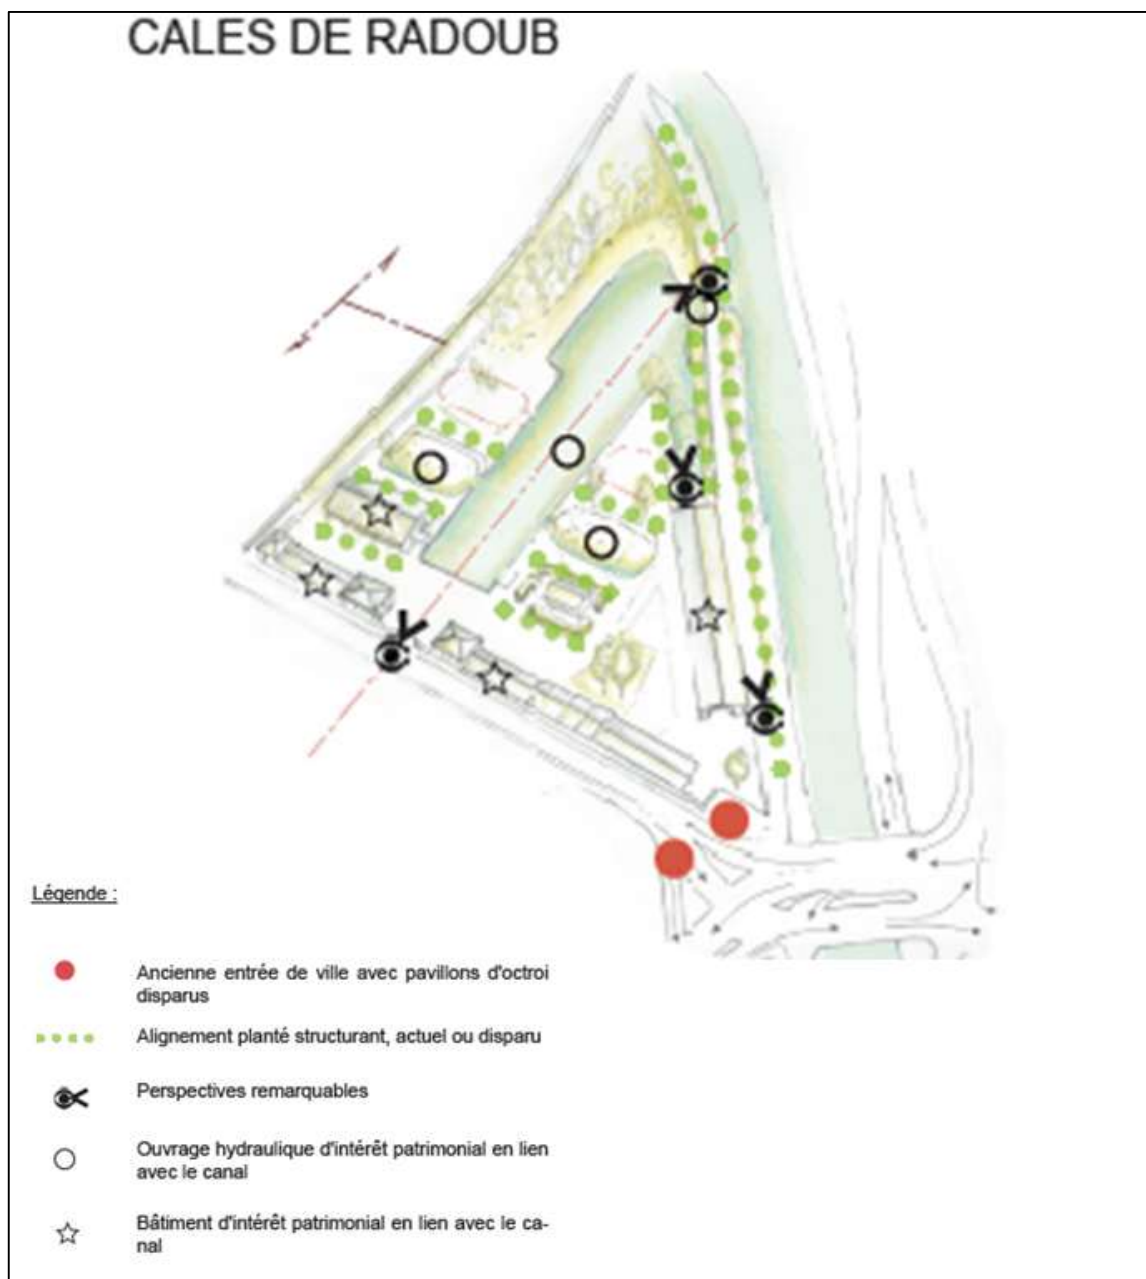 CALES DE RADOUB
Légende :
Ancienne entrée de ville avec pavillons d'octroi
disparus
Alignement planté structurant, actuel ou disparu
Perspectives remarquables
Ouvrage hydraulique d'intérêt patrimonial en lien
avec le canal
Bâtiment d'intérêt patrimonial en lien avec le ca-
nal